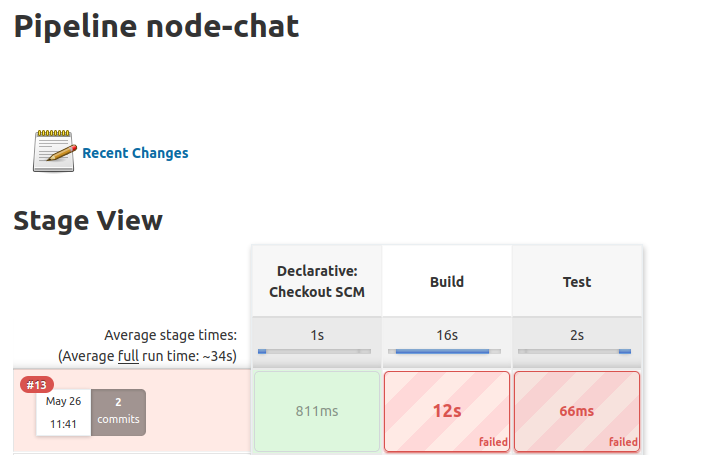 Pipeline node-chat
Recent Changes
Stage View
Declarative:
Checkout SCM
Build
Test
Average stage times:
(Average full run time: ~34s)
1s
16s
2s
#13
May 26
11:41
2
commits
811ms
12s
failed
66ms
failed